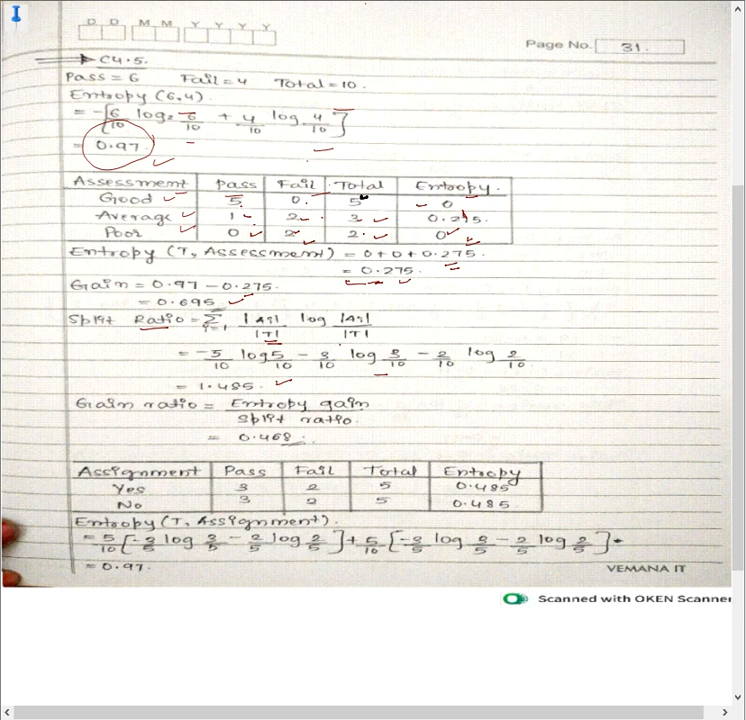 D D M M Y Y Y Y
Page No. 31.
C4.5.
Pass = 6 Fail = 4 Total = 10.
Entropy (6,4)
= -[6/10 log2 6/10 + 4/10 log 4/10]
= 0.97
Assessment Pass Fail Total Entropy.
Good 5 0. 5 0
Average 1 2 3 0.275.
Poor 0 2 2. 0
Entropy (T, Assessment) = 0+0+0.275.
= 0.275.
Gain = 0.97 - 0.275.
= 0.695
Split Ratio = Σ i=1 |Ai|/|T| log |Ai|/|T|
= -5/10 log 5/10 - 3/10 log 3/10 - 2/10 log 2/10
= 1.485.
Gain ratio = Entropy gain
Split ratio.
= 0.468.
Assignment Pass Fail Total Entropy
Yes 3 2 5 0.485
No 3 2 5 0.485.
Entropy (T, Assignment).
= 5/10 [-3/5 log 3/5 - 2/5 log 2/5] + 5/10 [-3/5 log 3/5 - 2/5 log 2/5].
= 0.97.
VEMANA IT
Scanned with OKEN Scanner